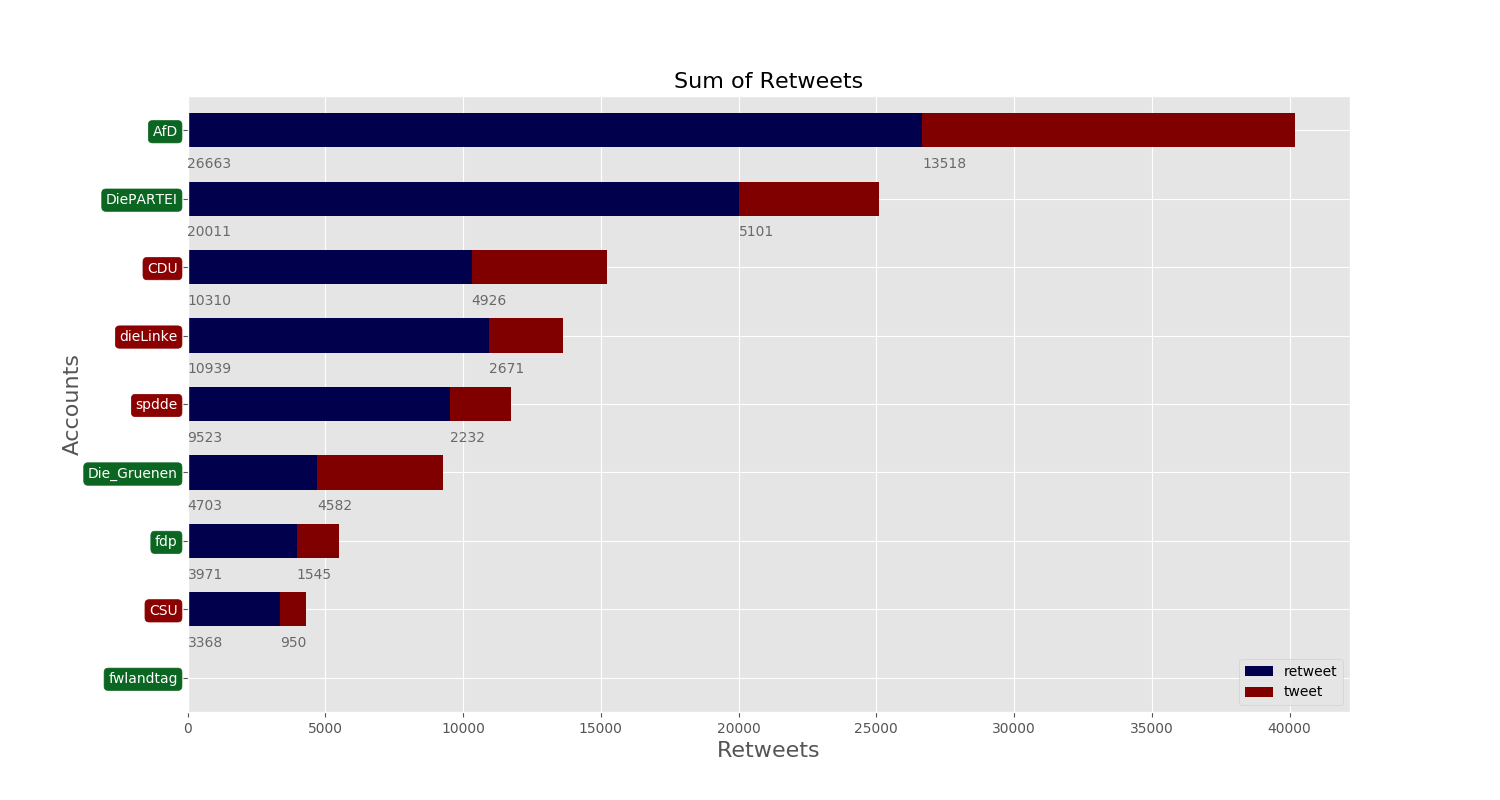 Sum of Retweets
AfD
26663 13518
DiePARTEI
20011 5101
CDU
10310 4926
dieLinke
10939 2671
spdde
9523 2232
Die_Gruenen
4703 4582
fdp
3971 1545
CSU
3368 950
fwlandtag
Accounts
retweet
tweet
0 5000 10000 15000 20000 25000 30000 35000 40000
Retweets